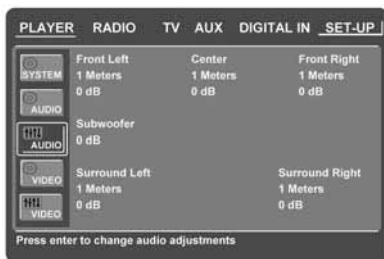 PLAYER RADIO TV AUX DIGITAL IN SET-UP
SYSTEM
AUDIO
AUDIO
VIDEO
VIDEO
Front Left
1 Meters
0 dB
Center
1 Meters
0 dB
Front Right
1 Meters
0 dB
Subwoofer
0 dB
Surround Left
1 Meters
0 dB
Surround Right
1 Meters
0 dB
Press enter to change audio adjustments